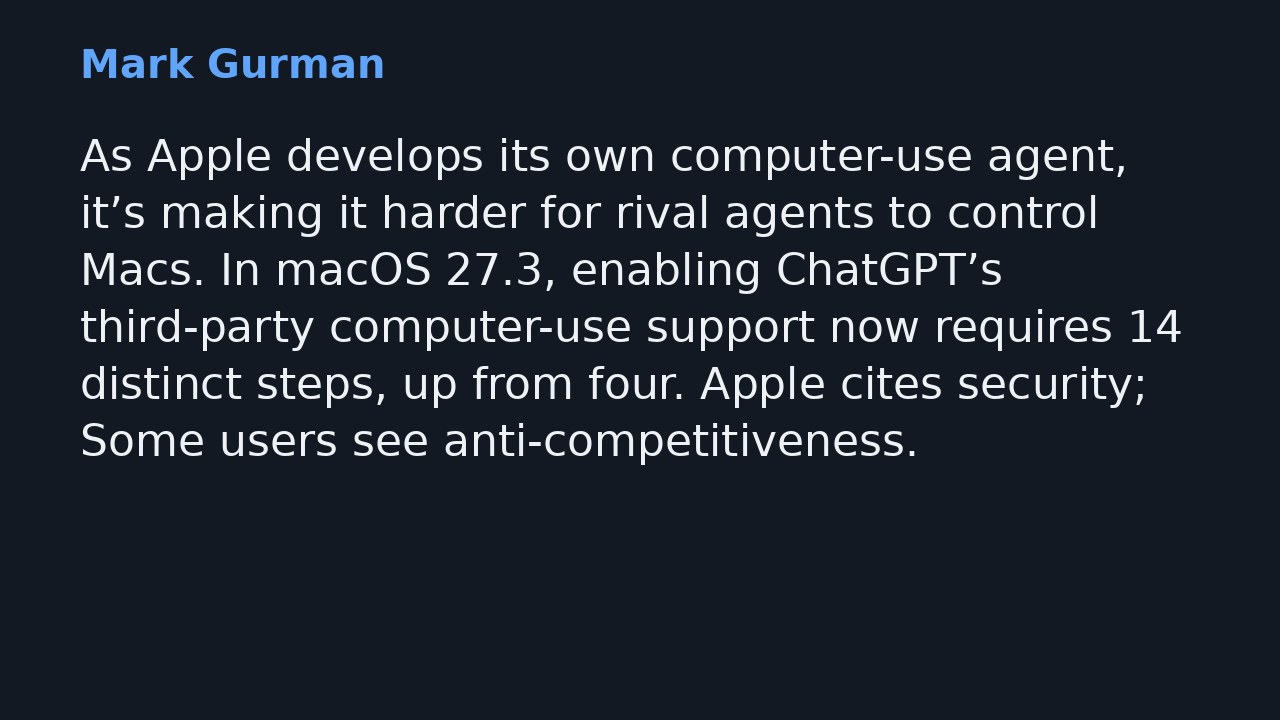 Mark Gurman
As Apple develops its own computer-use agent,
it’s making it harder for rival agents to control
Macs. In macOS 27.3, enabling ChatGPT’s
third-party computer-use support now requires 14
distinct steps, up from four. Apple cites security;
Some users see anti-competitiveness.